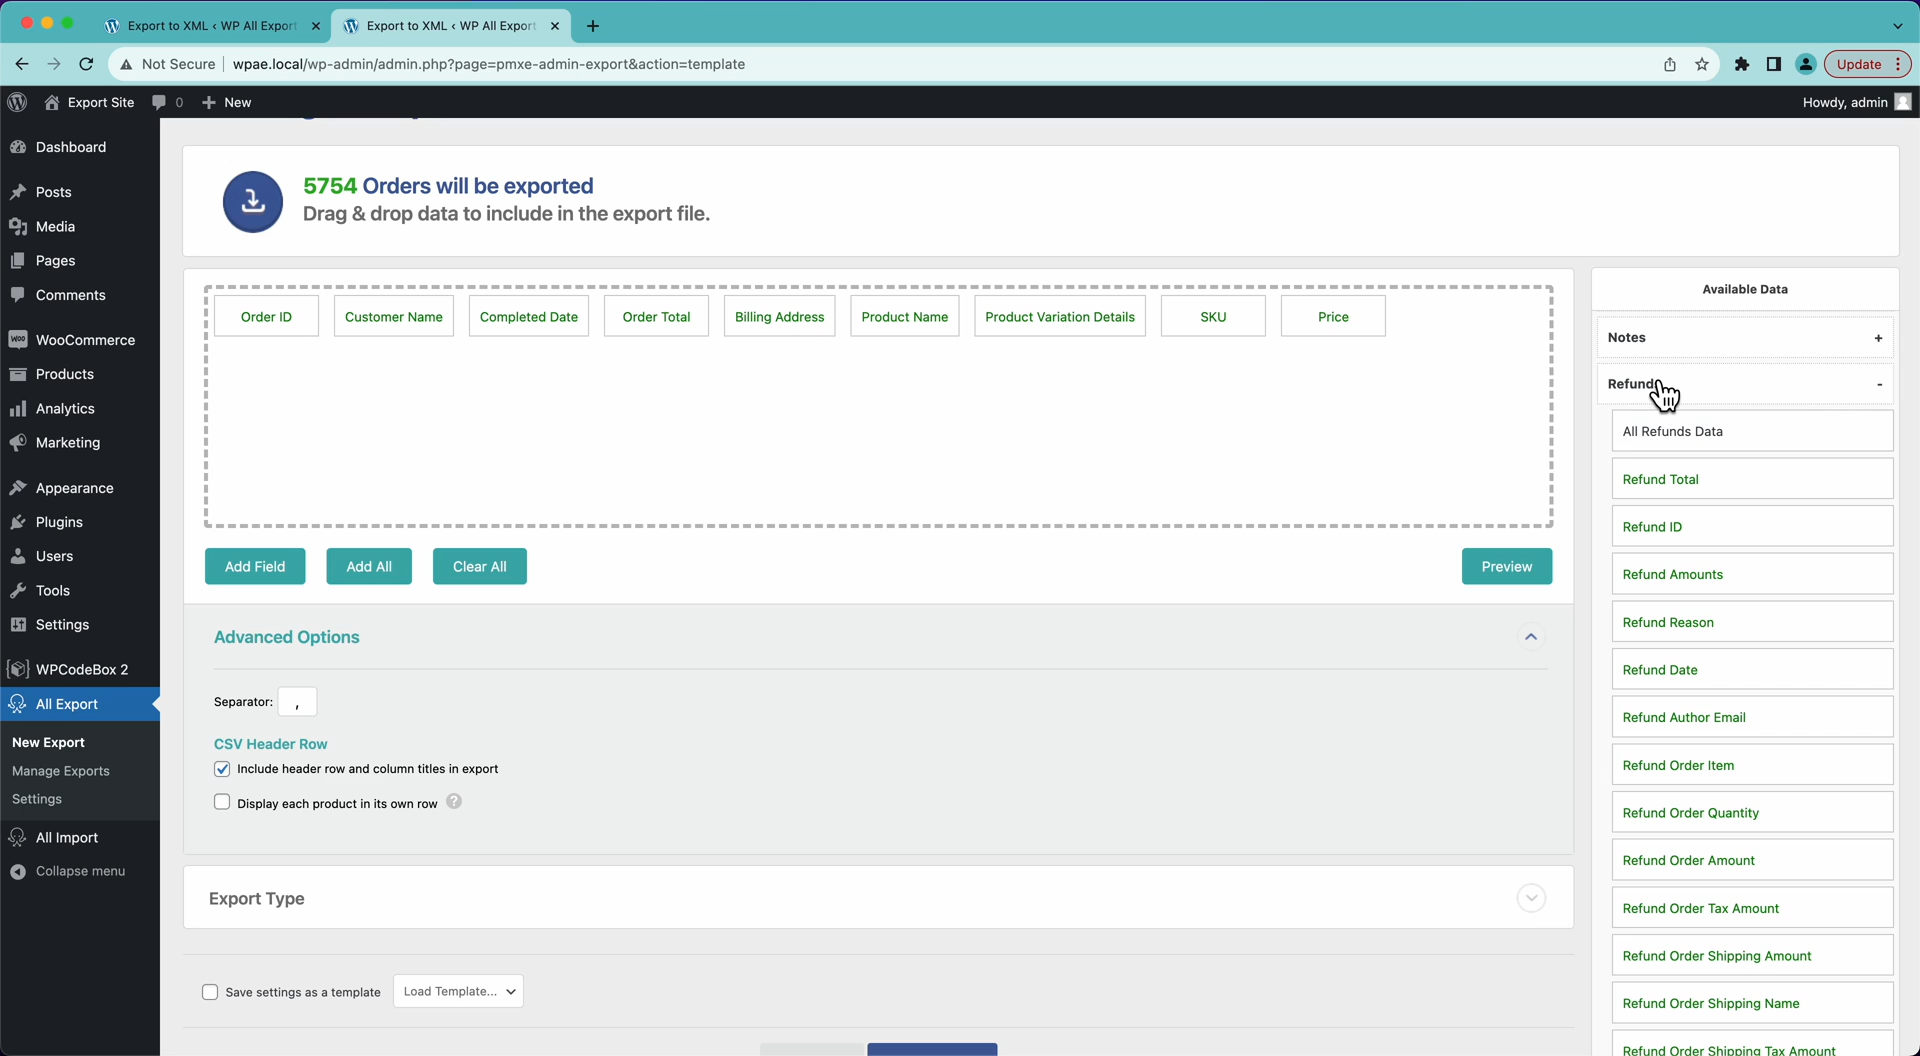 Export to XML ‹ WP All Export
Export to XML ‹ WP All Export
Not Secure
wpae.local/wp-admin/admin.php?page=pmxe-admin-export&action=template
Update
Export Site
0
New
Howdy, admin
Dashboard
Posts
Media
Pages
Comments
WooCommerce
Products
Analytics
Marketing
Appearance
Plugins
Users
Tools
Settings
WPCodeBox 2
All Export
New Export
Manage Exports
Settings
All Import
Collapse menu
5754 Orders will be exported
Drag & drop data to include in the export file.
Order ID
Customer Name
Completed Date
Order Total
Billing Address
Product Name
Product Variation Details
SKU
Price
Add Field
Add All
Clear All
Preview
Advanced Options
Separator: ,
CSV Header Row
Include header row and column titles in export
Display each product in its own row ?
Export Type
Save settings as a template
Load Template...
Available Data
Notes +
Refund -
All Refunds Data
Refund Total
Refund ID
Refund Amounts
Refund Reason
Refund Date
Refund Author Email
Refund Order Item
Refund Order Quantity
Refund Order Amount
Refund Order Tax Amount
Refund Order Shipping Amount
Refund Order Shipping Name
Refund Order Shipping Tax Amount